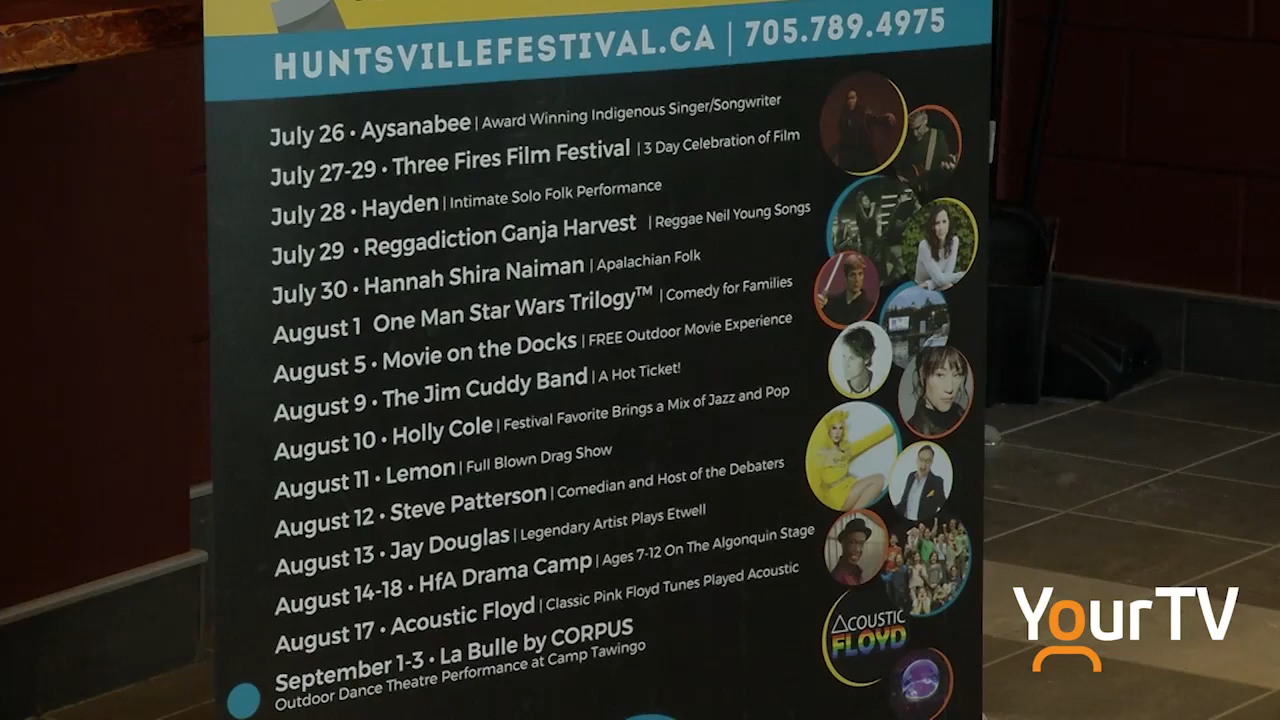 HUNTSVILLEFESTIVAL.CA | 705.789.4975
July 26 • Aysanabee | Award Winning Indigenous Singer/Songwriter
July 27-29 • Three Fires Film Festival | 3 Day Celebration of Film
July 28 • Hayden | Intimate Solo Folk Performance
July 29 • Reggadiction Ganja Harvest | Reggae Neil Young Songs
July 30 • Hannah Shira Naiman | Apalachian Folk
August 1 One Man Star Wars Trilogy™ | Comedy for Families
August 5 • Movie on the Docks | FREE Outdoor Movie Experience
August 9 • The Jim Cuddy Band | A Hot Ticket!
August 10 • Holly Cole | Festival Favorite Brings a Mix of Jazz and Pop
August 11 • Lemon | Full Blown Drag Show
August 12 • Steve Patterson | Comedian and Host of the Debaters
August 13 • Jay Douglas | Legendary Artist Plays Etwell
August 14-18 • HfA Drama Camp | Ages 7-12 On The Algonquin Stage
August 17 • Acoustic Floyd | Classic Pink Floyd Tunes Played Acoustic
September 1-3 • La Bulle by CORPUS
Outdoor Dance Theatre Performance at Camp Tawingo
ACOUSTIC
FLOYD
YourTV